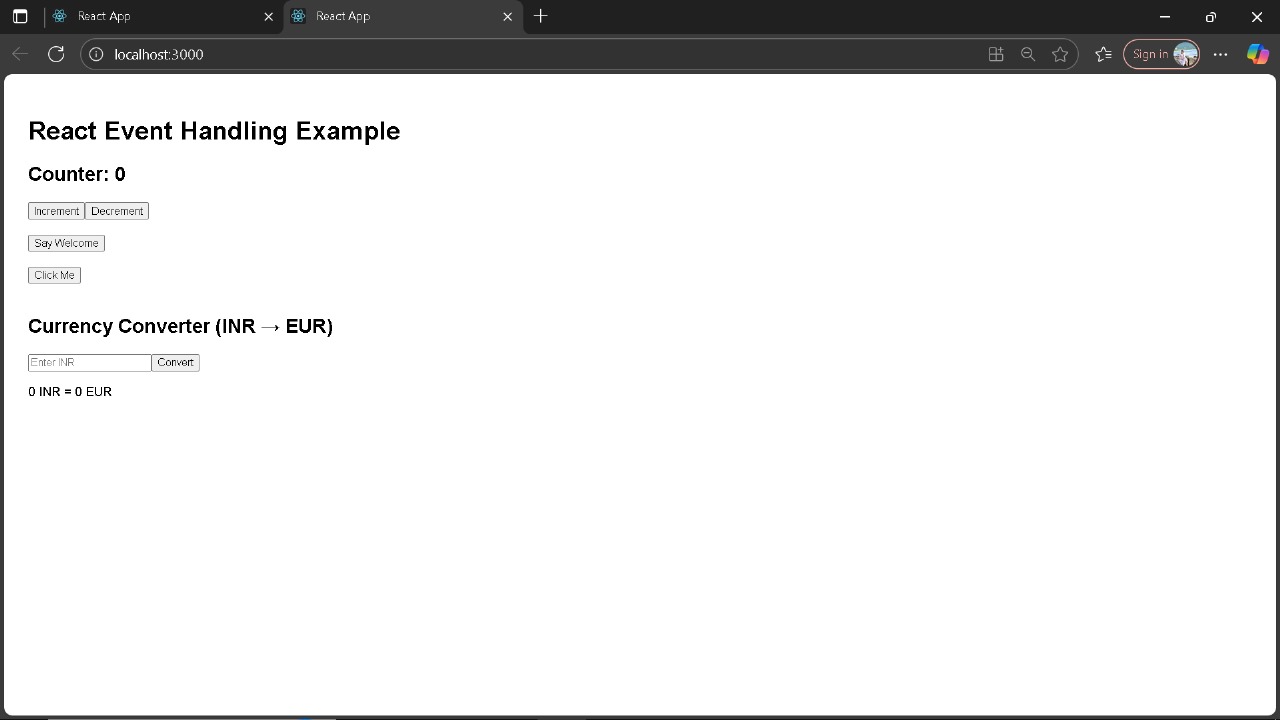 React App
React App
localhost:3000
Sign in
React Event Handling Example
Counter: 0
Increment Decrement
Say Welcome
Click Me
Currency Converter (INR → EUR)
Enter INR Convert
0 INR = 0 EUR